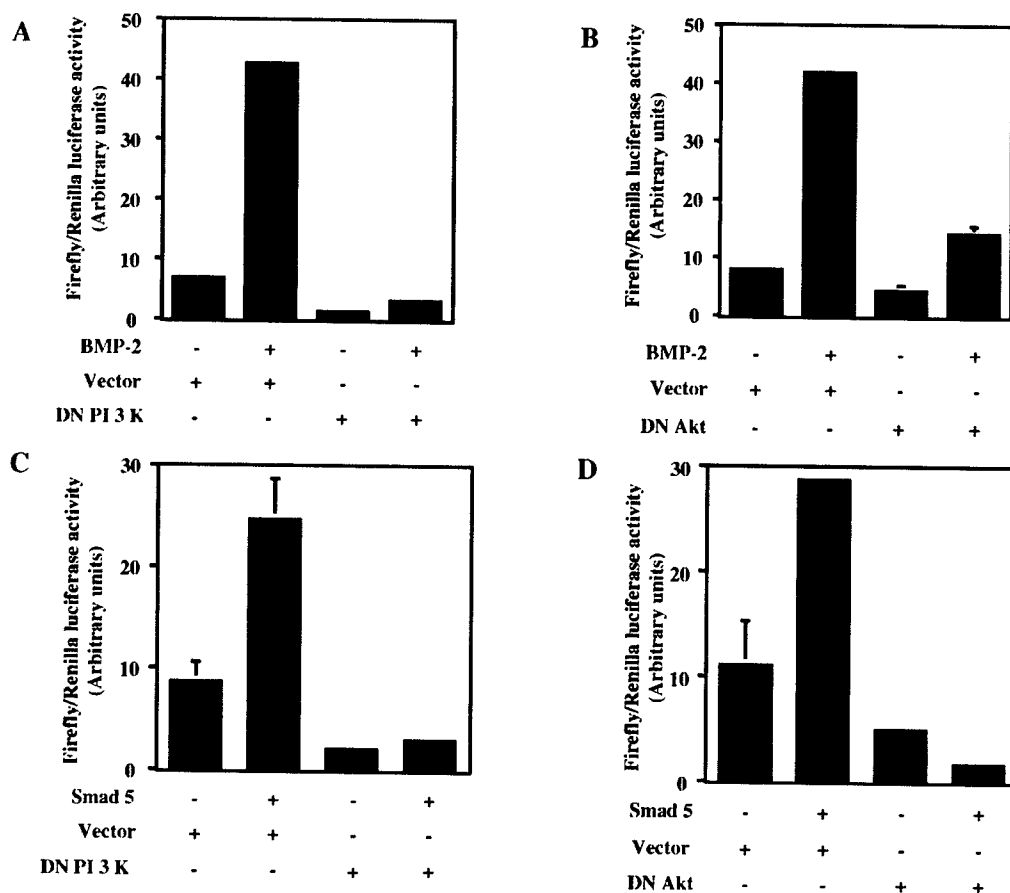 A
Firefly/Renilla luciferase activity
(Arbitrary units)
50
40
30
20
10
0
BMP-2 - + - +
Vector + + - -
DN PI 3 K - - + +
B
Firefly/Renilla luciferase activity
(Arbitrary units)
50
40
30
20
10
0
BMP-2 - + - +
Vector + + - -
DN Akt - - + +
C
Firefly/Renilla luciferase activity
(Arbitrary units)
30
20
10
0
Smad 5 - + - +
Vector + + - -
DN PI 3 K - - + +
D
Firefly/Renilla luciferase activity
(Arbitrary units)
30
20
10
0
Smad 5 - + - +
Vector + + - -
DN Akt - - + +